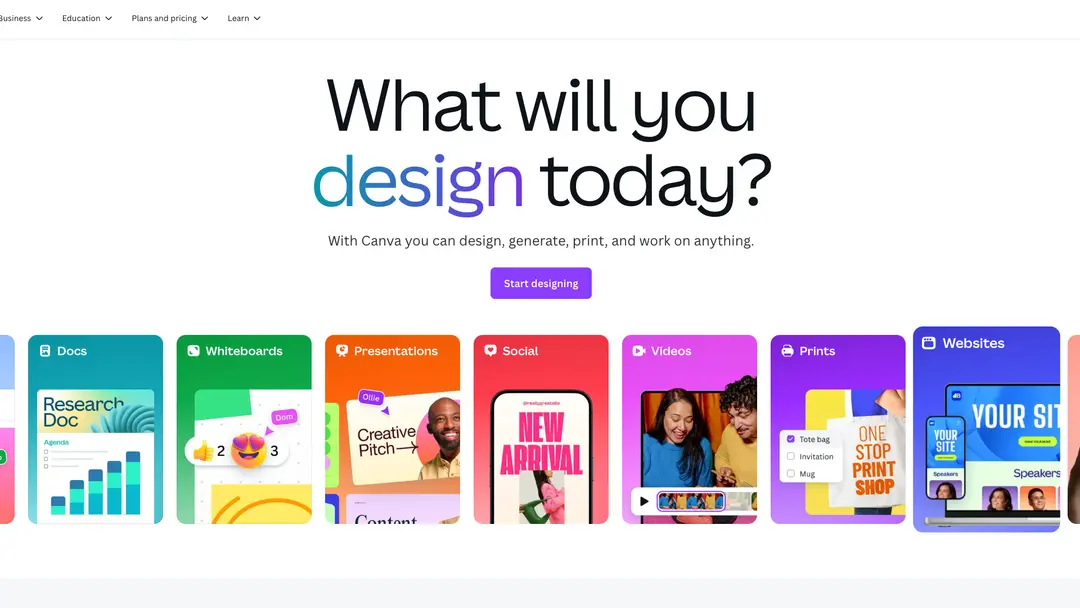 Business
Education
Plans and pricing
Learn
What will you
design today?
With Canva you can design, generate, print, and work on anything.
Start designing
Docs
Research
Doc
Agenda
Whiteboards
Dom
2
3
Presentations
Ollie
Creative
Pitch
Content
Social
@reallygreatsite
NEW
ARRIVAL
Videos
Prints
Tote bag
Invitation
Mug
ONE
STOP
PRINT
SHOP
Websites
YOUR SIT
YOUR
SITE
Speakers
Speakers